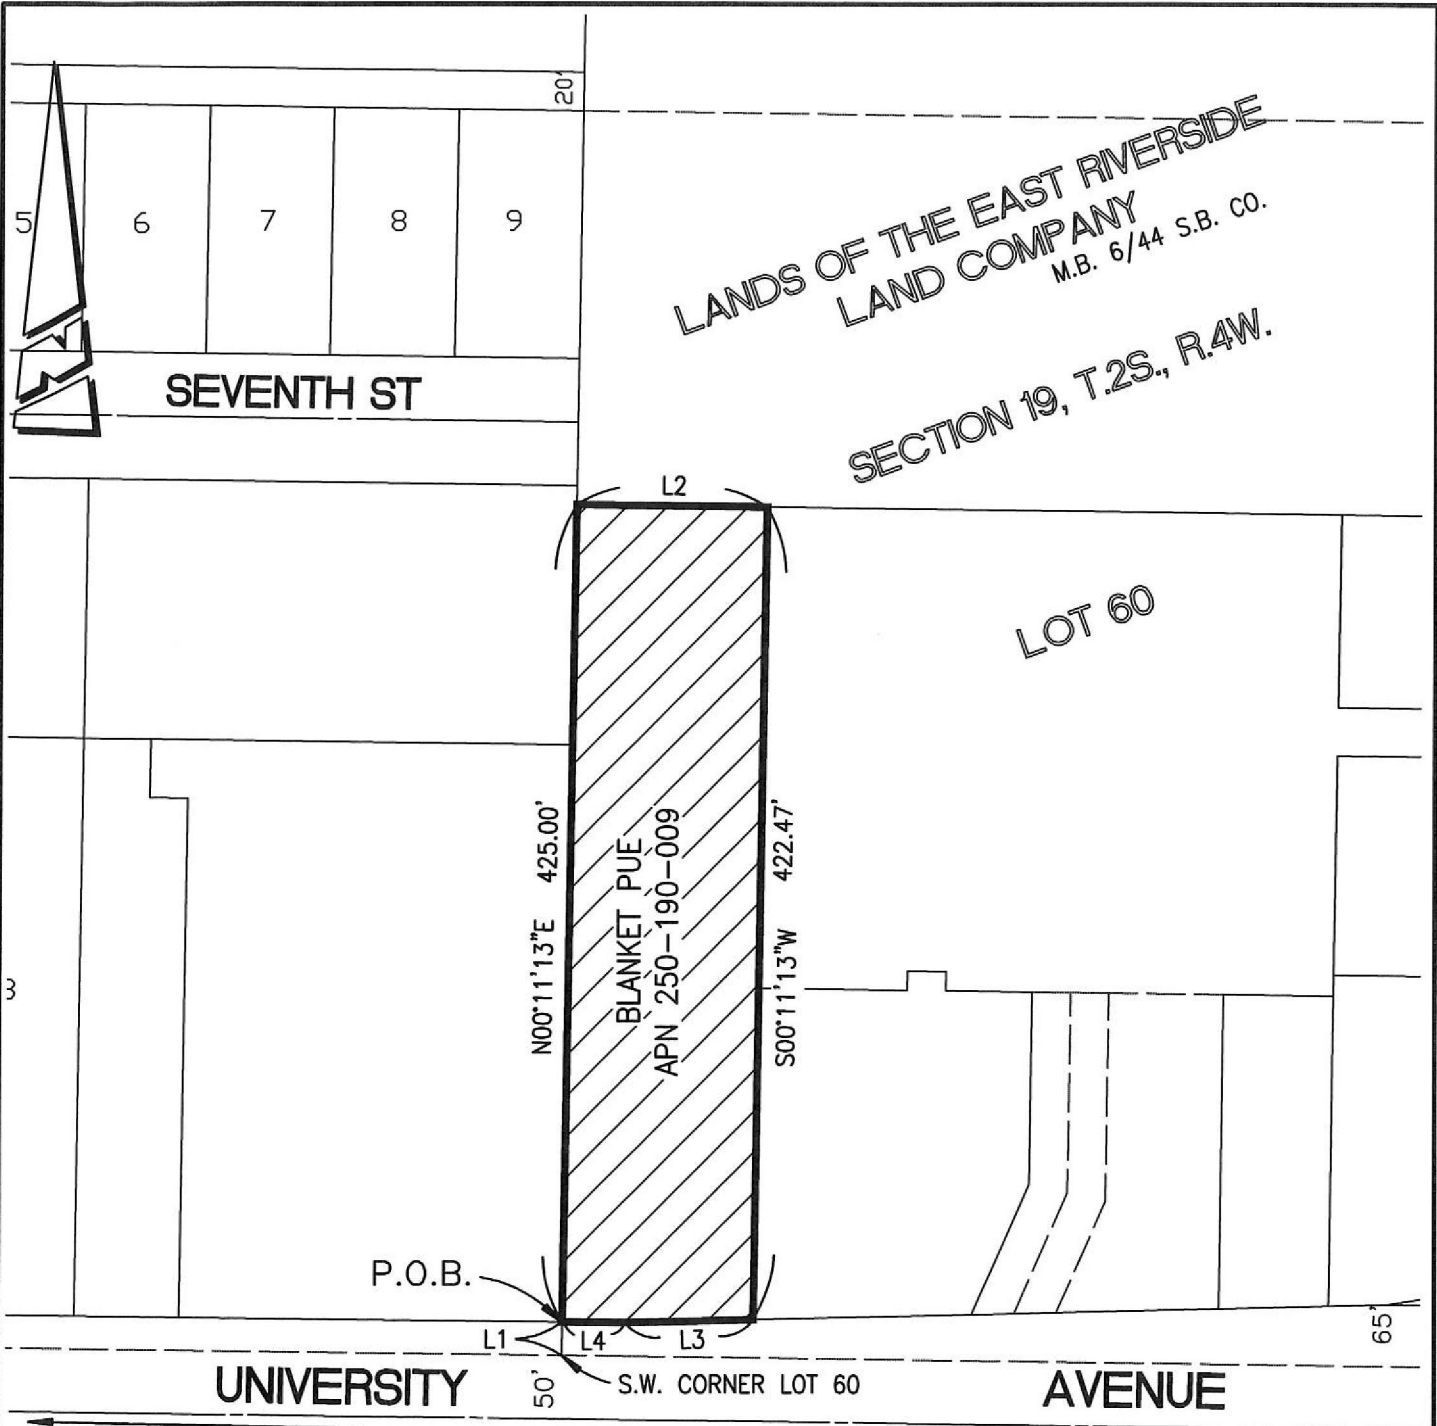 20'
LANDS OF THE EAST RIVERSIDE
LAND COMPANY
M.B. 6/44 S.B. CO.
5
6
7
8
9
SECTION 19, T.2S., R.4W.
SEVENTH ST
L2
LOT 60
N00°11'13"E 425.00'
BLANKET PUE
APN 250-190-009
S00°11'13"W 422.47'
P.O.B.
L1
L4
L3
65'
UNIVERSITY AVENUE
50'
S.W. CORNER LOT 60